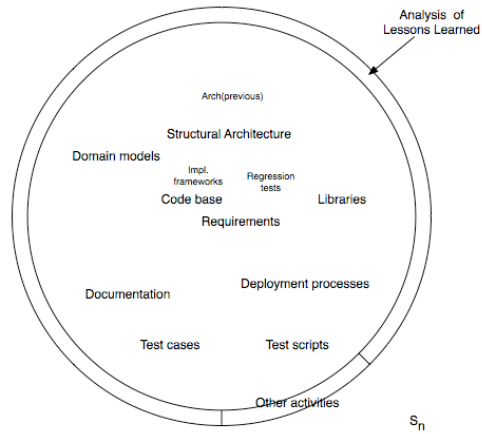 Analysis of
Lessons Learned
Arch(previous)
Structural Architecture
Domain models
Impl.
frameworks
Regression
tests
Code base
Libraries
Requirements
Deployment processes
Documentation
Test cases
Test scripts
Other activities
Sn